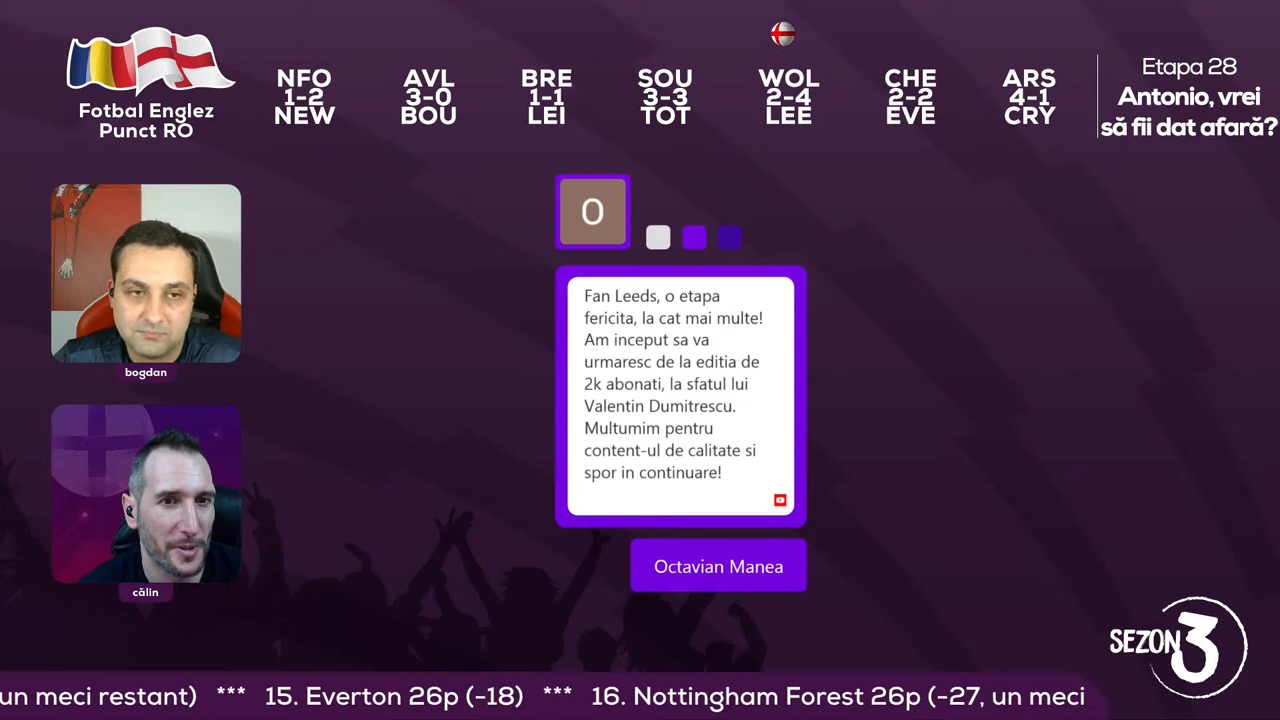 Fotbal Englez
Punct RO
NFO
1-2
NEW
AVL
3-0
BOU
BRE
1-1
LEI
SOU
3-3
TOT
WOL
2-4
LEE
CHE
2-2
EVE
ARS
4-1
CRY
Etapa 28
Antonio, vrei
să fii dat afară?
bogdan
călin
O
Fan Leeds, o etapa
fericita, la cat mai multe!
Am inceput sa va
urmaresc de la editia de
2k abonati, la sfatul lui
Valentin Dumitrescu.
Multumim pentru
content-ul de calitate si
spor in continuare!
Octavian Manea
SEZON 3
un meci restant) *** 15. Everton 26p (-18) *** 16. Nottingham Forest 26p (-27, un meci